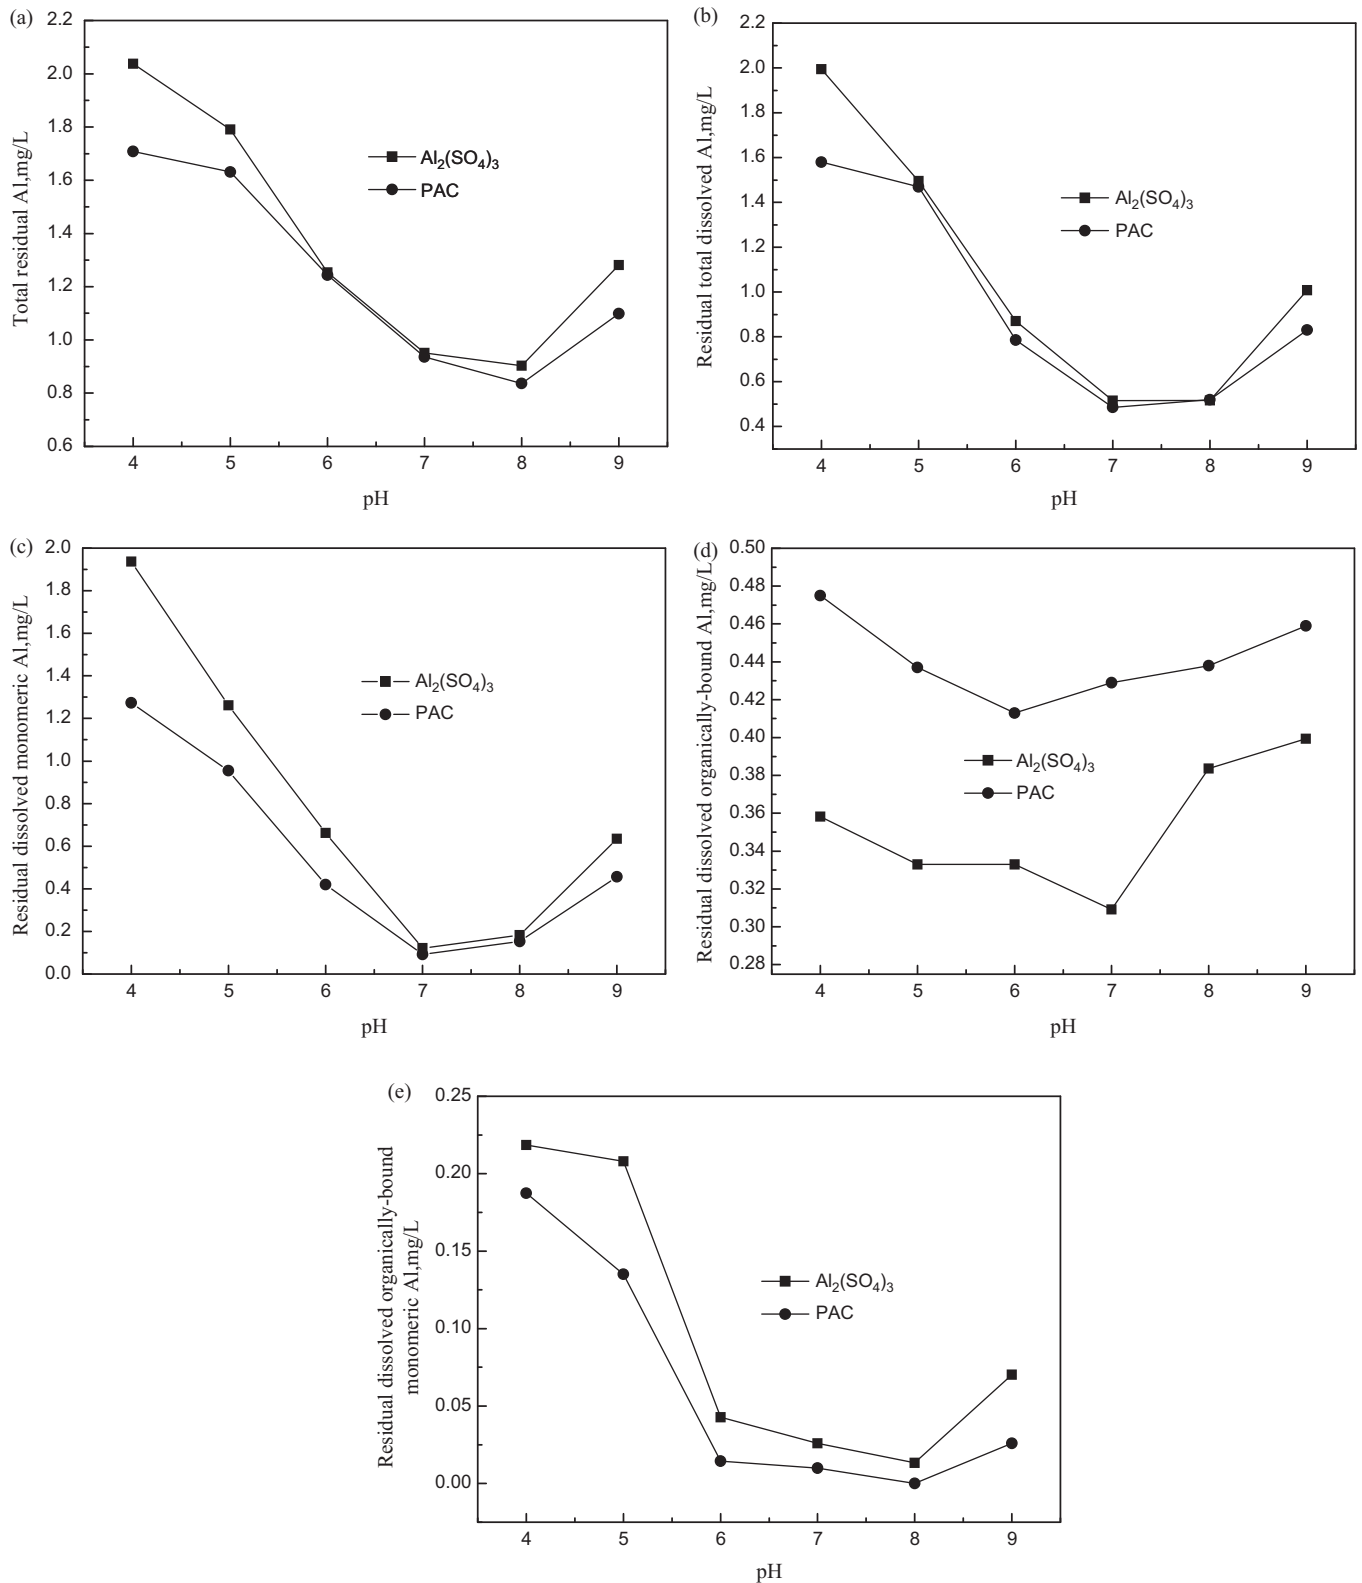 (a)
2.2
2.0
1.8
1.6
1.4
1.2
1.0
0.8
0.6
Total residual Al,mg/L
Al2(SO4)3
PAC
4 5 6 7 8 9
pH
(b)
2.2
2.0
1.8
1.6
1.4
1.2
1.0
0.8
0.6
0.4
Residual total dissolved Al,mg/L
Al2(SO4)3
PAC
4 5 6 7 8 9
pH
(c)
2.0
1.8
1.6
1.4
1.2
1.0
0.8
0.6
0.4
0.2
0.0
Residual dissolved monomeric Al,mg/L
Al2(SO4)3
PAC
4 5 6 7 8 9
pH
(d)
0.50
0.48
0.46
0.44
0.42
0.40
0.38
0.36
0.34
0.32
0.30
0.28
Residual dissolved organically-bound Al,mg/L
Al2(SO4)3
PAC
4 5 6 7 8 9
pH
(e)
0.25
0.20
0.15
0.10
0.05
0.00
Residual dissolved organically-bound
monomeric Al,mg/L
Al2(SO4)3
PAC
4 5 6 7 8 9
pH